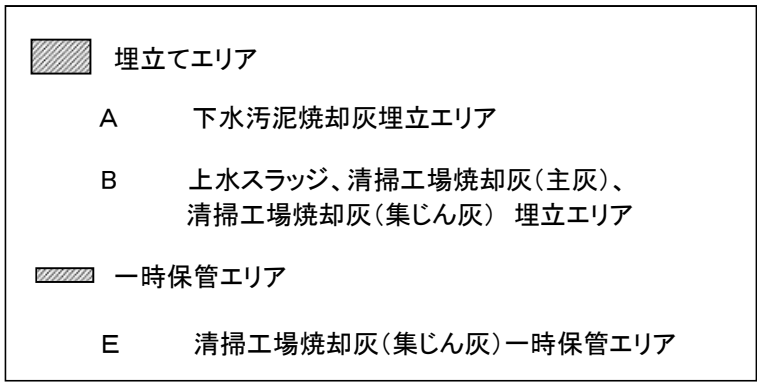 埋立てエリア
A 下水汚泥焼却灰埋立エリア
B 上水スラッジ、清掃工場焼却灰（主灰）、
清掃工場焼却灰（集じん灰） 埋立エリア
一時保管エリア
E 清掃工場焼却灰（集じん灰）一時保管エリア